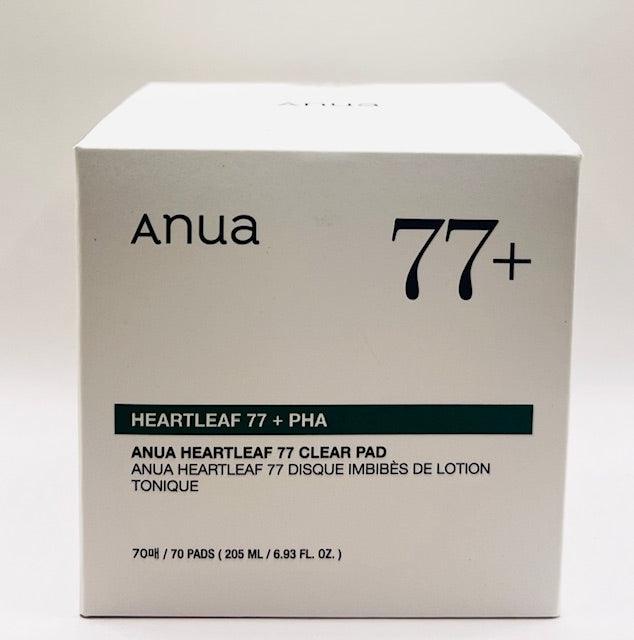 Anua
Anua
77+
HEARTLEAF 77 + PHA
ANUA HEARTLEAF 77 CLEAR PAD
ANUA HEARTLEAF 77 DISQUE IMBIBÈS DE LOTION
TONIQUE
70매 / 70 PADS ( 205 ML / 6.93 FL. OZ. )